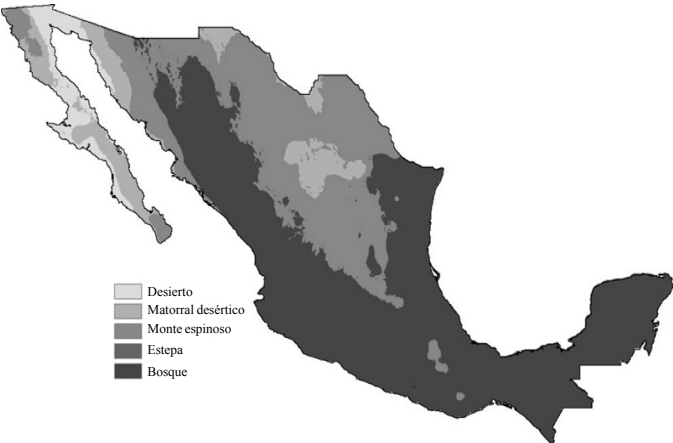 Desierto
Matorral desértico
Monte espinoso
Estepa
Bosque